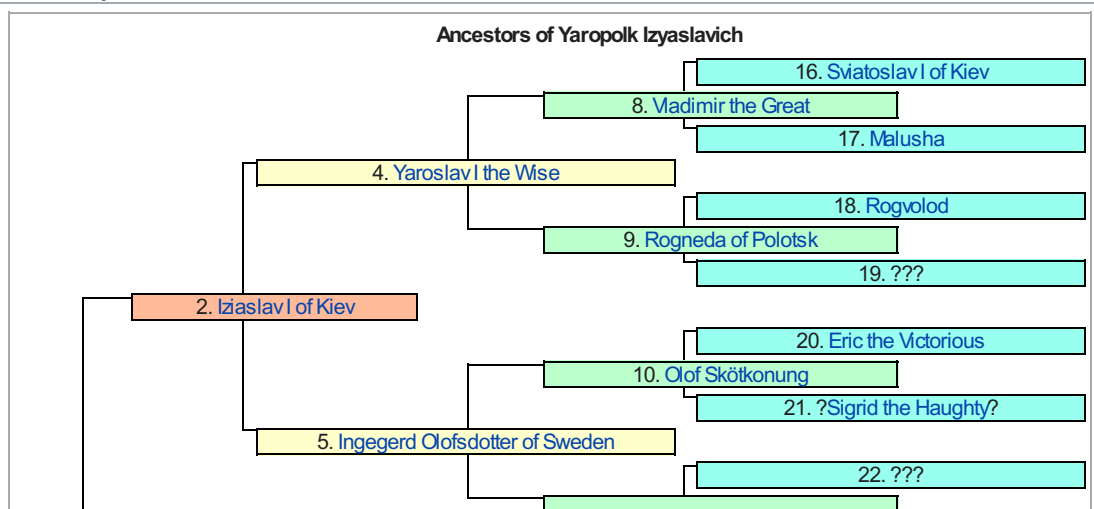 Ancestors of Yaropolk Izyaslavich
16. Sviatoslav I of Kiev
8. Vladimir the Great
17. Malusha
4. Yaroslav I the Wise
18. Rogvolod
9. Rogneda of Polotsk
19. ???
2. Iziaslav I of Kiev
20. Eric the Victorious
10. Olof Skötkonung
21. ?Sigrid the Haughty?
5. Ingegerd Olofsdotter of Sweden
22. ???